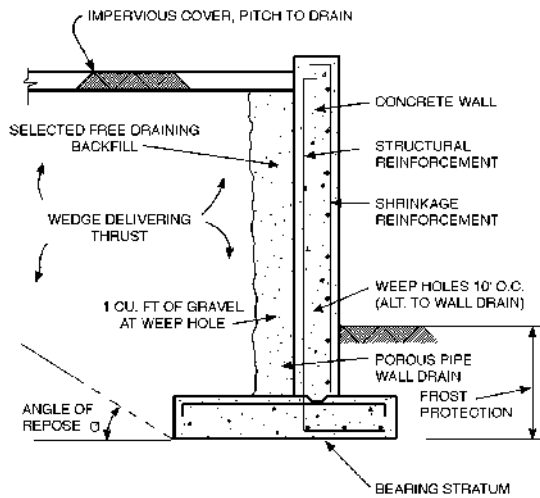 IMPERVIOUS COVER, PITCH TO DRAIN
SELECTED FREE DRAINING
BACKFILL
CONCRETE WALL
STRUCTURAL
REINFORCEMENT
WEDGE DELIVERING
THRUST
SHRINKAGE
REINFORCEMENT
1 CU. FT OF GRAVEL
AT WEEP HOLE
WEEP HOLES 10' O.C.
(ALT. TO WALL DRAIN)
POROUS PIPE
WALL DRAIN
FROST
PROTECTION
ANGLE OF
REPOSE
BEARING STRATUM